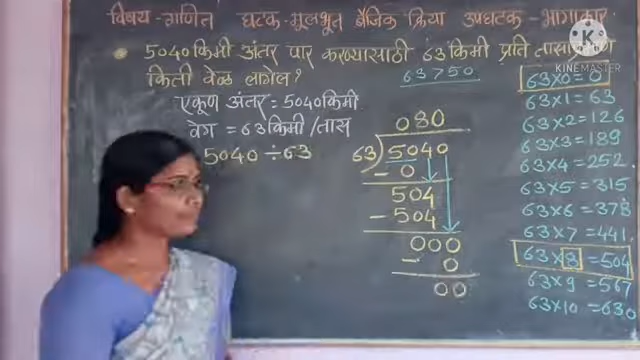 विषय-गणित घटक-मूलभूत बैजिक क्रिया उपघटक-भागाकार
• 5040 किमी अंतर पार करण्यासाठी 63 किमी प्रति तास
किती वेळ लागेल?
63750
एकूण अंतर = 5040 किमी
वेग = 63 किमी / तास
5040 ÷ 63
080
63) 5040
- 0
504
- 504
000
- 0
00
63×0 = 0
63×1 = 63
63×2 = 126
63×3 = 189
63×4 = 252
63×5 = 315
63×6 = 378
63×7 = 441
63×8 = 504
63×9 = 567
63×10 = 630
KINEMASTER